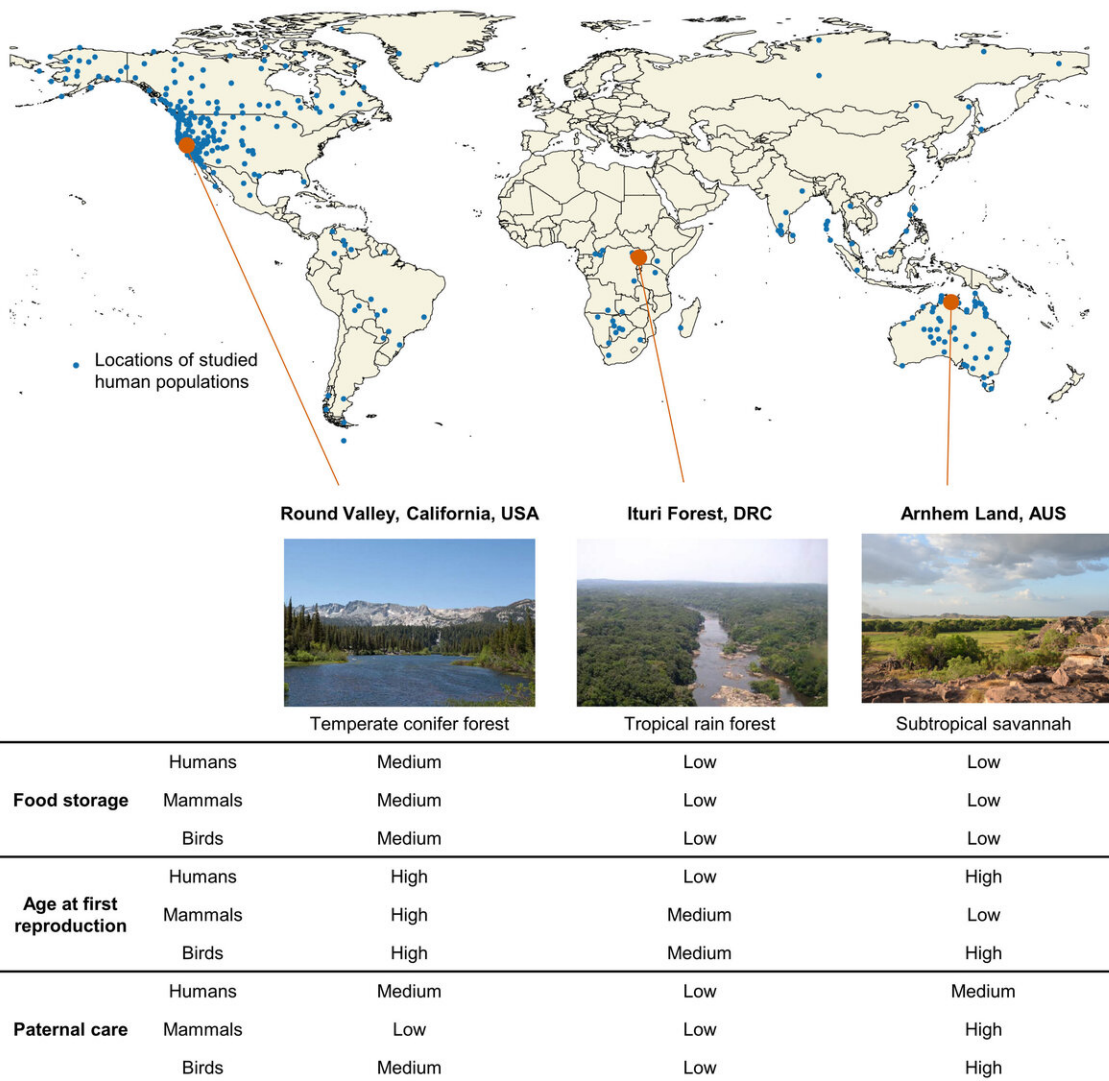 Locations of studied
human populations
Round Valley, California, USA Ituri Forest, DRC Arnhem Land, AUS
Temperate conifer forest Tropical rain forest Subtropical savannah
Humans Medium Low Low
Food storage Mammals Medium Low Low
Birds Medium Low Low
Humans High Low High
Age at first
reproduction Mammals High Medium Low
Birds High Medium High
Humans Medium Low Medium
Paternal care Mammals Low Low High
Birds Medium Low High